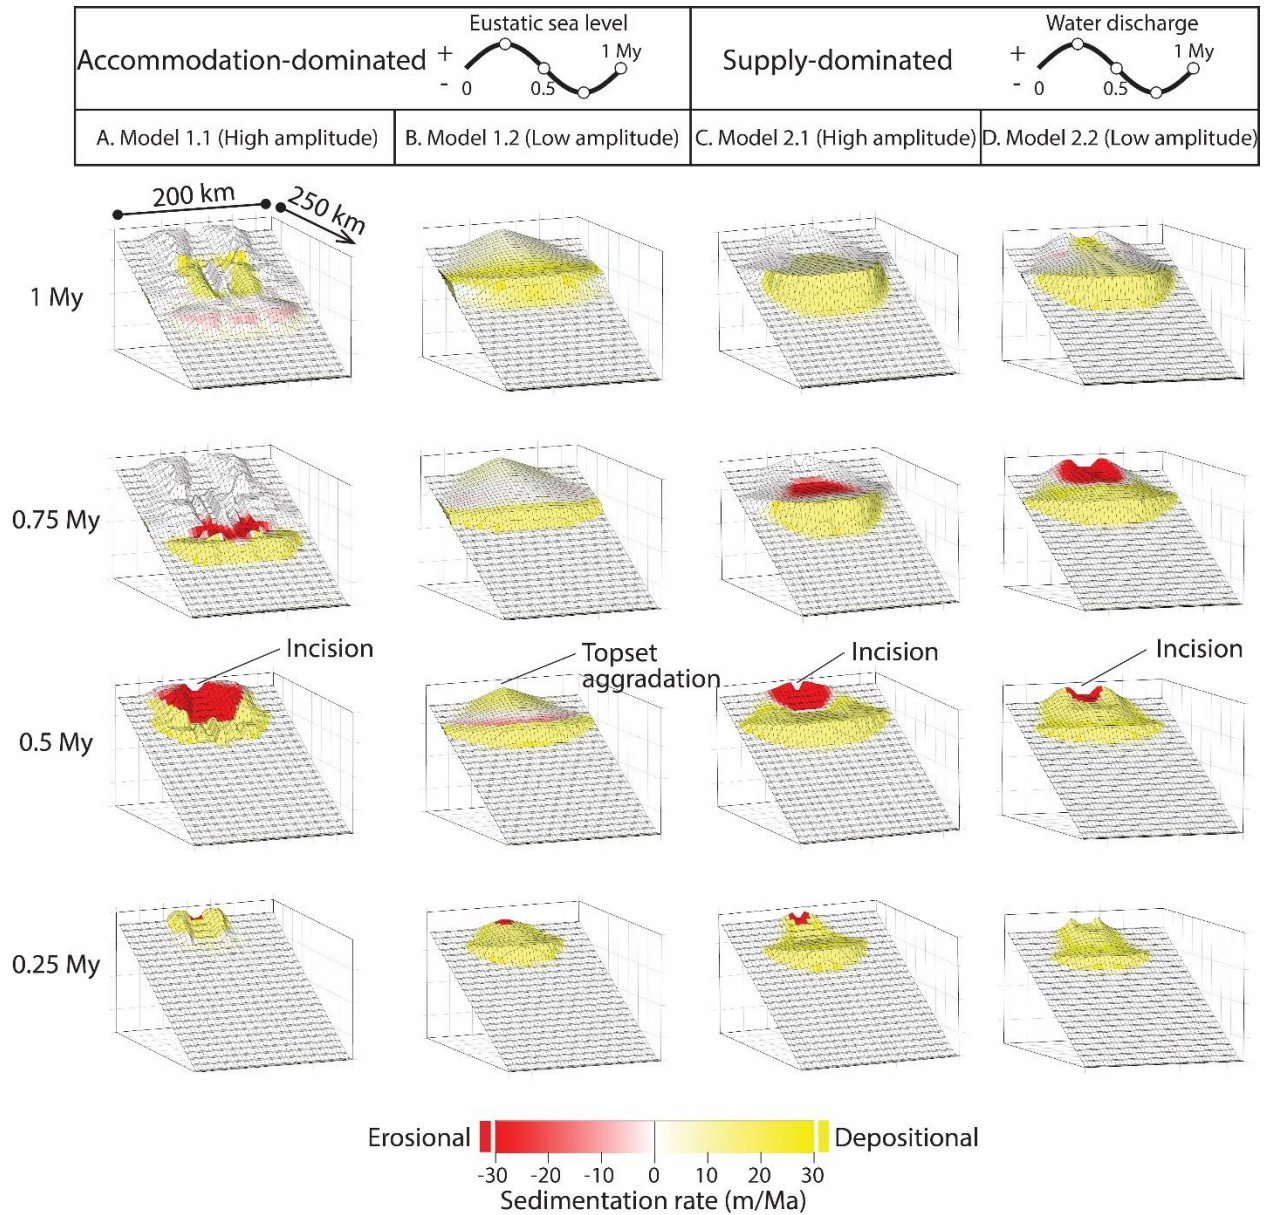 Accommodation-dominated
Eustatic sea level
+
-
0
0.5
1 My
Supply-dominated
Water discharge
+
-
0
0.5
1 My
A. Model 1.1 (High amplitude)
B. Model 1.2 (Low amplitude)
C. Model 2.1 (High amplitude)
D. Model 2.2 (Low amplitude)
200 km
250 km
1 My
0.75 My
Incision
Topset
aggradation
Incision
Incision
0.5 My
0.25 My
Erosional
Depositional
-30 -20 -10 0 10 20 30
Sedimentation rate (m/Ma)